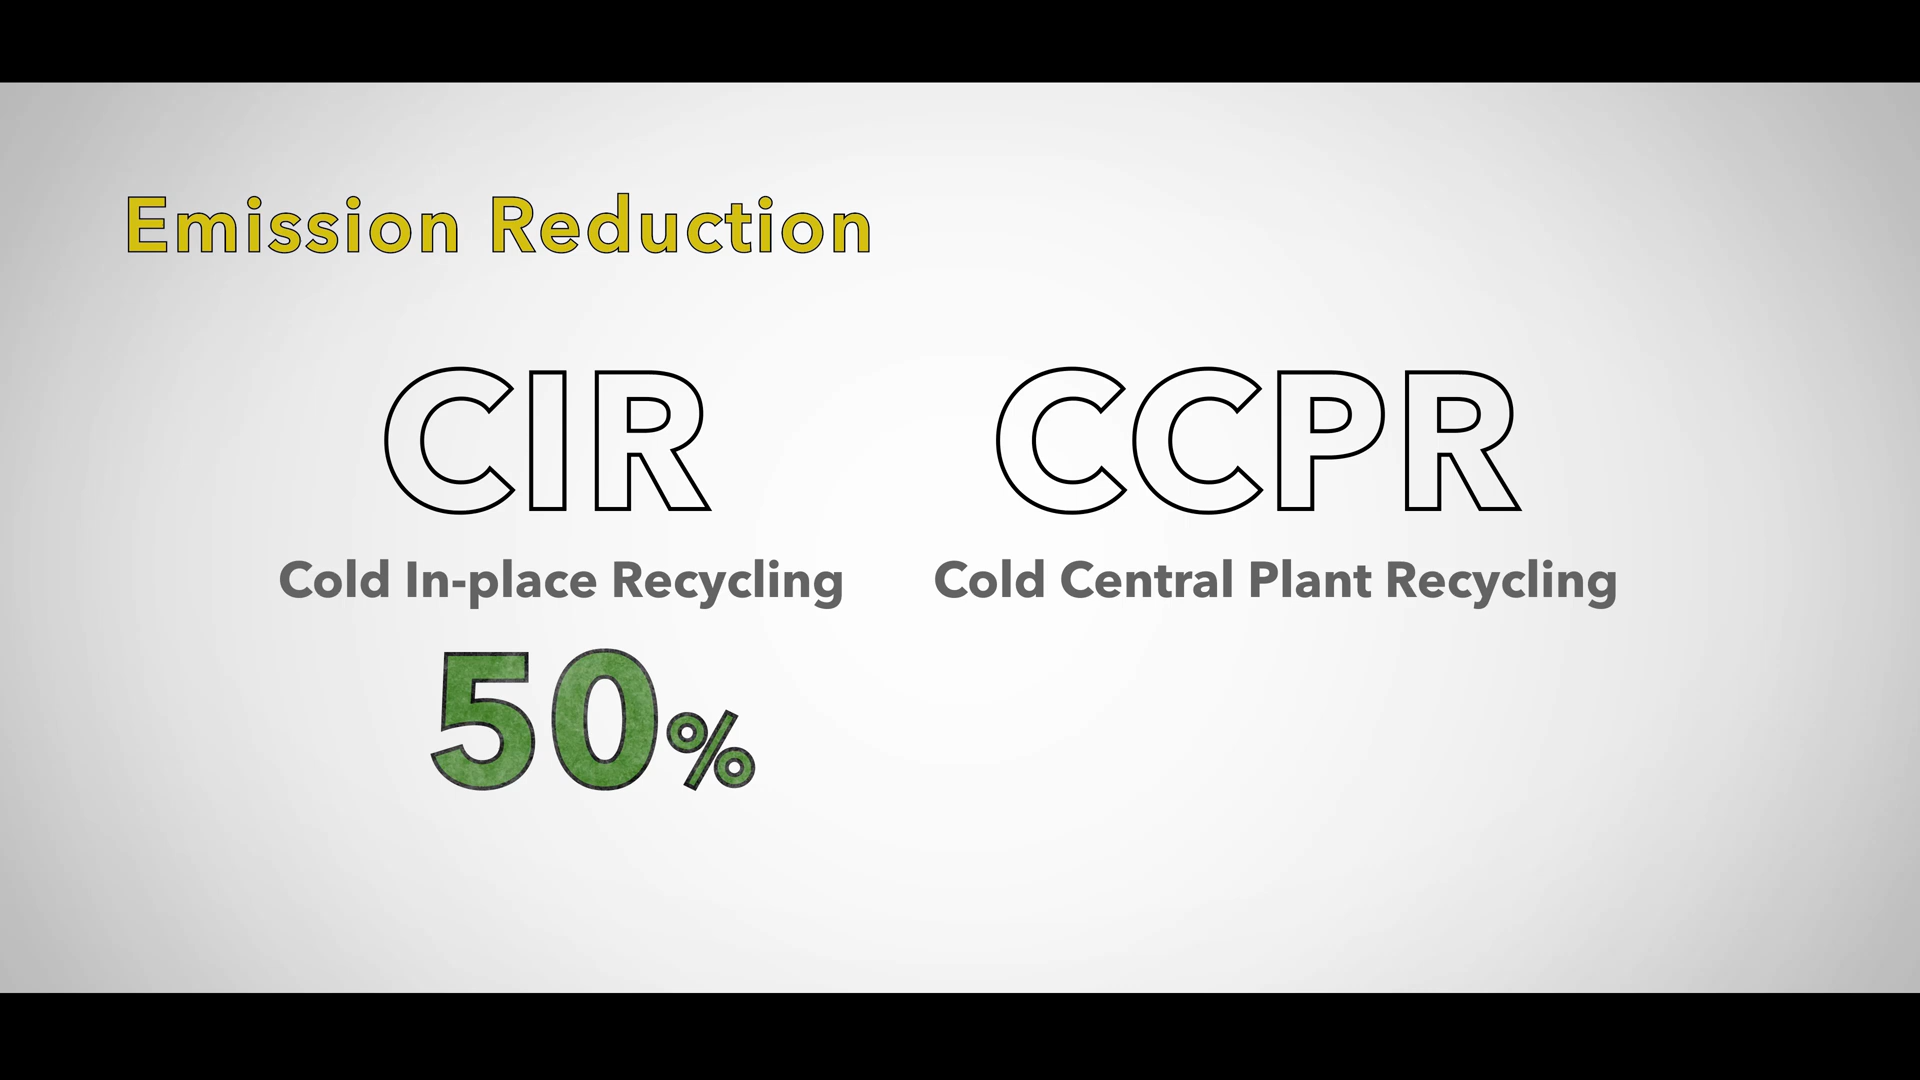 Emission Reduction
CIR
CCPR
Cold In-place Recycling
Cold Central Plant Recycling
50%